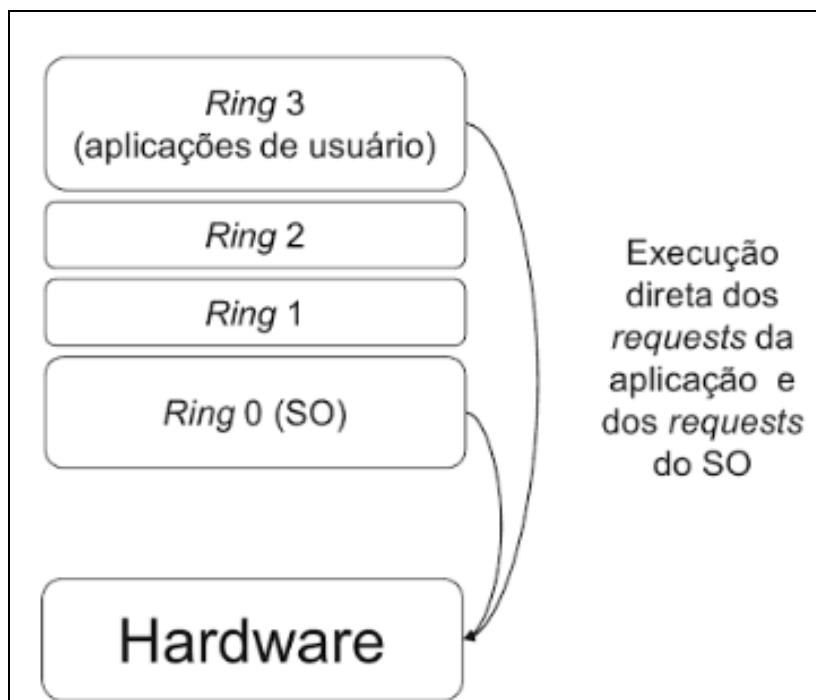 Ring 3
(aplicações de usuário)
Ring 2
Ring 1
Ring 0 (SO)
Hardware
Execução
direta dos
requests da
aplicação e
dos requests
do SO